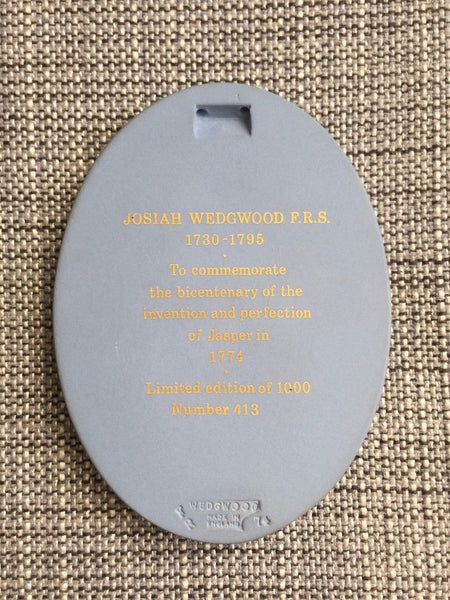 JOSIAH WEDGWOOD F.R.S.
1730-1795
To commemorate
the bicentenary of the
invention and perfection
of Jasper in
1774
Limited edition of 1000
Number 413
WEDGWOOD
MADE IN
ENGLAND
R
74